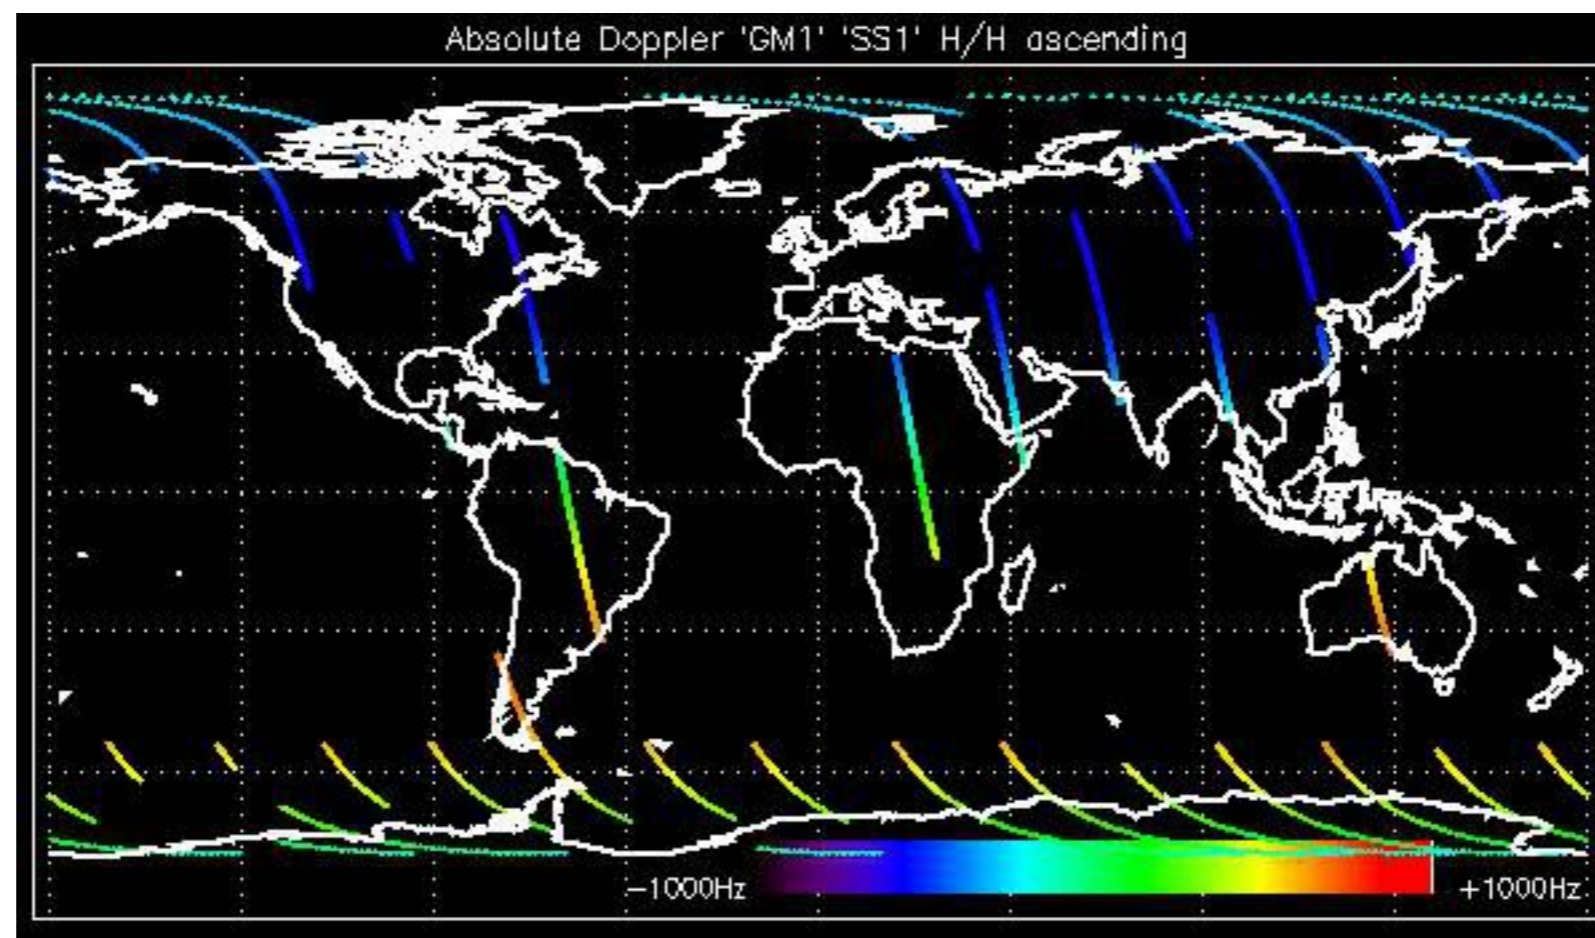 Absolute Doppler 'GM1' 'SS1' H/H ascending
-1000Hz +1000Hz